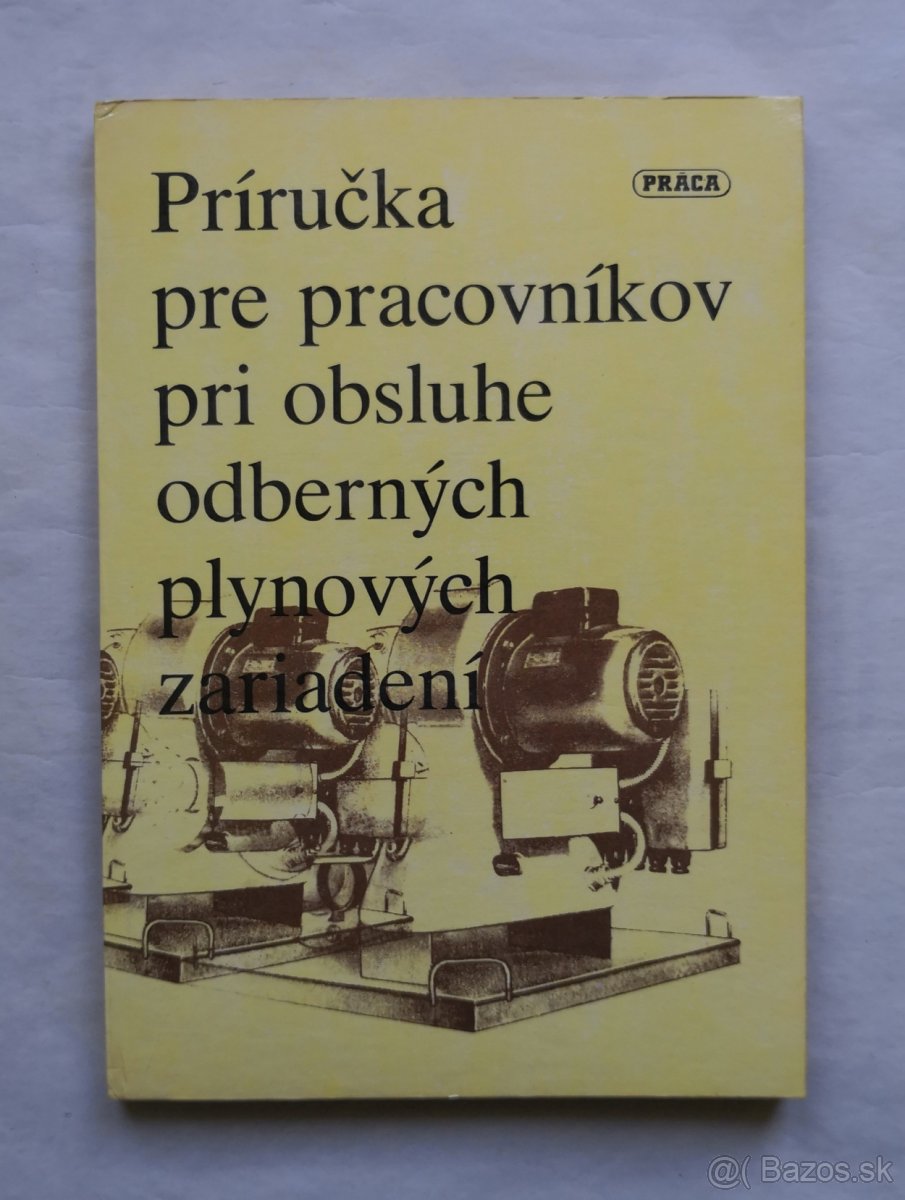 Príručka
PRÁCA
pre pracovníkov
pri obsluhe
odberných
plynových
zariadení
@( Bazos.sk